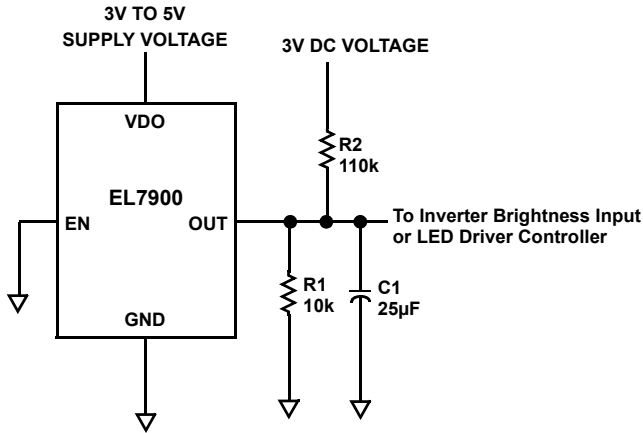 3V TO 5V
SUPPLY VOLTAGE
3V DC VOLTAGE
VDO
R2
110k
EL7900
EN
OUT
To Inverter Brightness Input
or LED Driver Controller
R1
10k
C1
25µF
GND